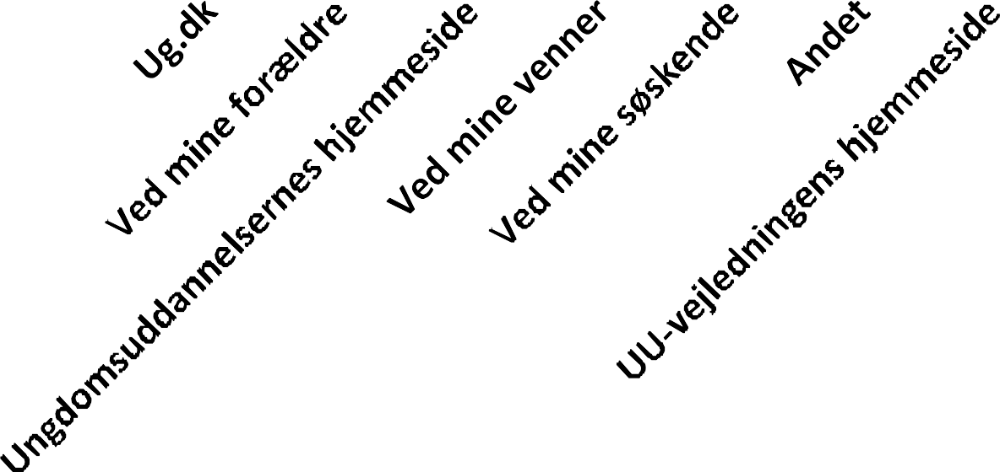 Ug.dk
Ved mine forældre
Ungdomsuddannelsernes hjemmeside
Ved mine venner
Ved mine søskende
Andet
UU-vejledningens hjemmeside